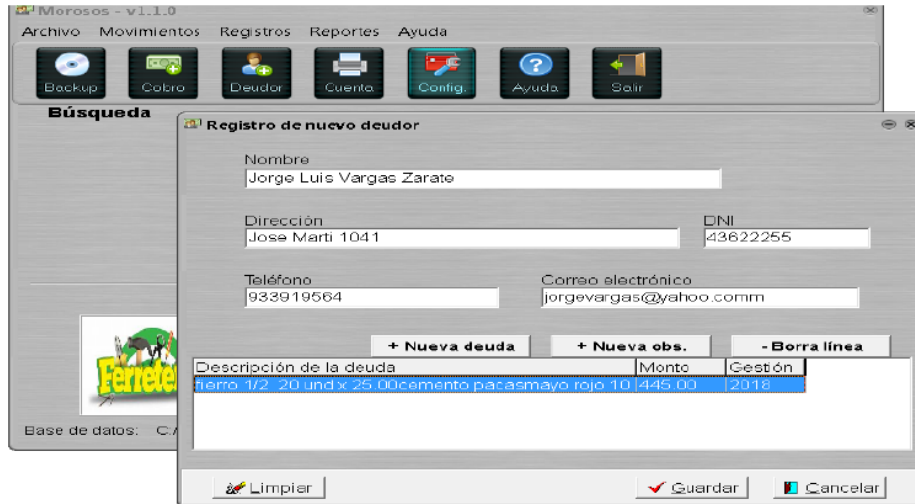 Morosos - v1.1.0
Archivo Movimientos Registros Reportes Ayuda
Backup Cobro Deudor Cuenta Config. Ayuda Salir
Búsqueda
Registro de nuevo deudor
Nombre
Jorge Luis Vargas Zarate
Dirección DNI
Jose Marti 1041 43622255
Teléfono Correo electrónico
933919564 jorgevargas@yahoo.comm
+ Nueva deuda + Nueva obs. - Borra línea
Descripción de la deuda Monto Gestión
fierro 1/2 20 und x 25.00cemento pacasmayo rojo 10 445.00 2018
Ferrete
Base de datos: C:/
Limpiar Guardar Cancelar